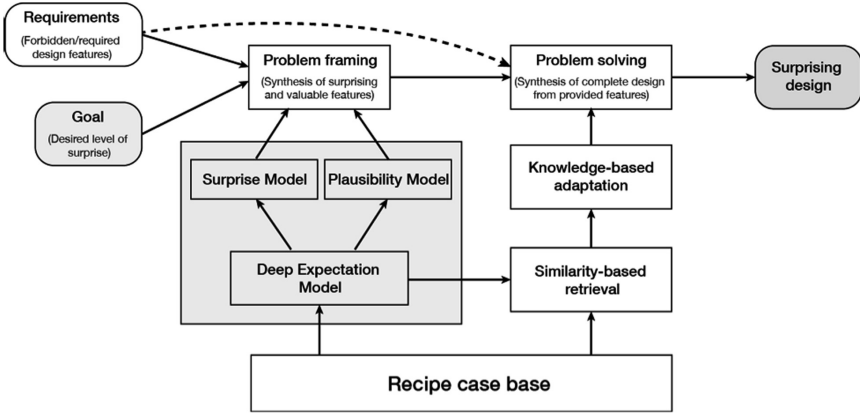 Requirements
(Forbidden/required
design features)
Goal
(Desired level of
surprise)
Problem framing
(Synthesis of surprising
and valuable features)
Problem solving
(Synthesis of complete design
from provided features)
Surprising
design
Surprise Model
Plausibility Model
Deep Expectation
Model
Knowledge-based
adaptation
Similarity-based
retrieval
Recipe case base